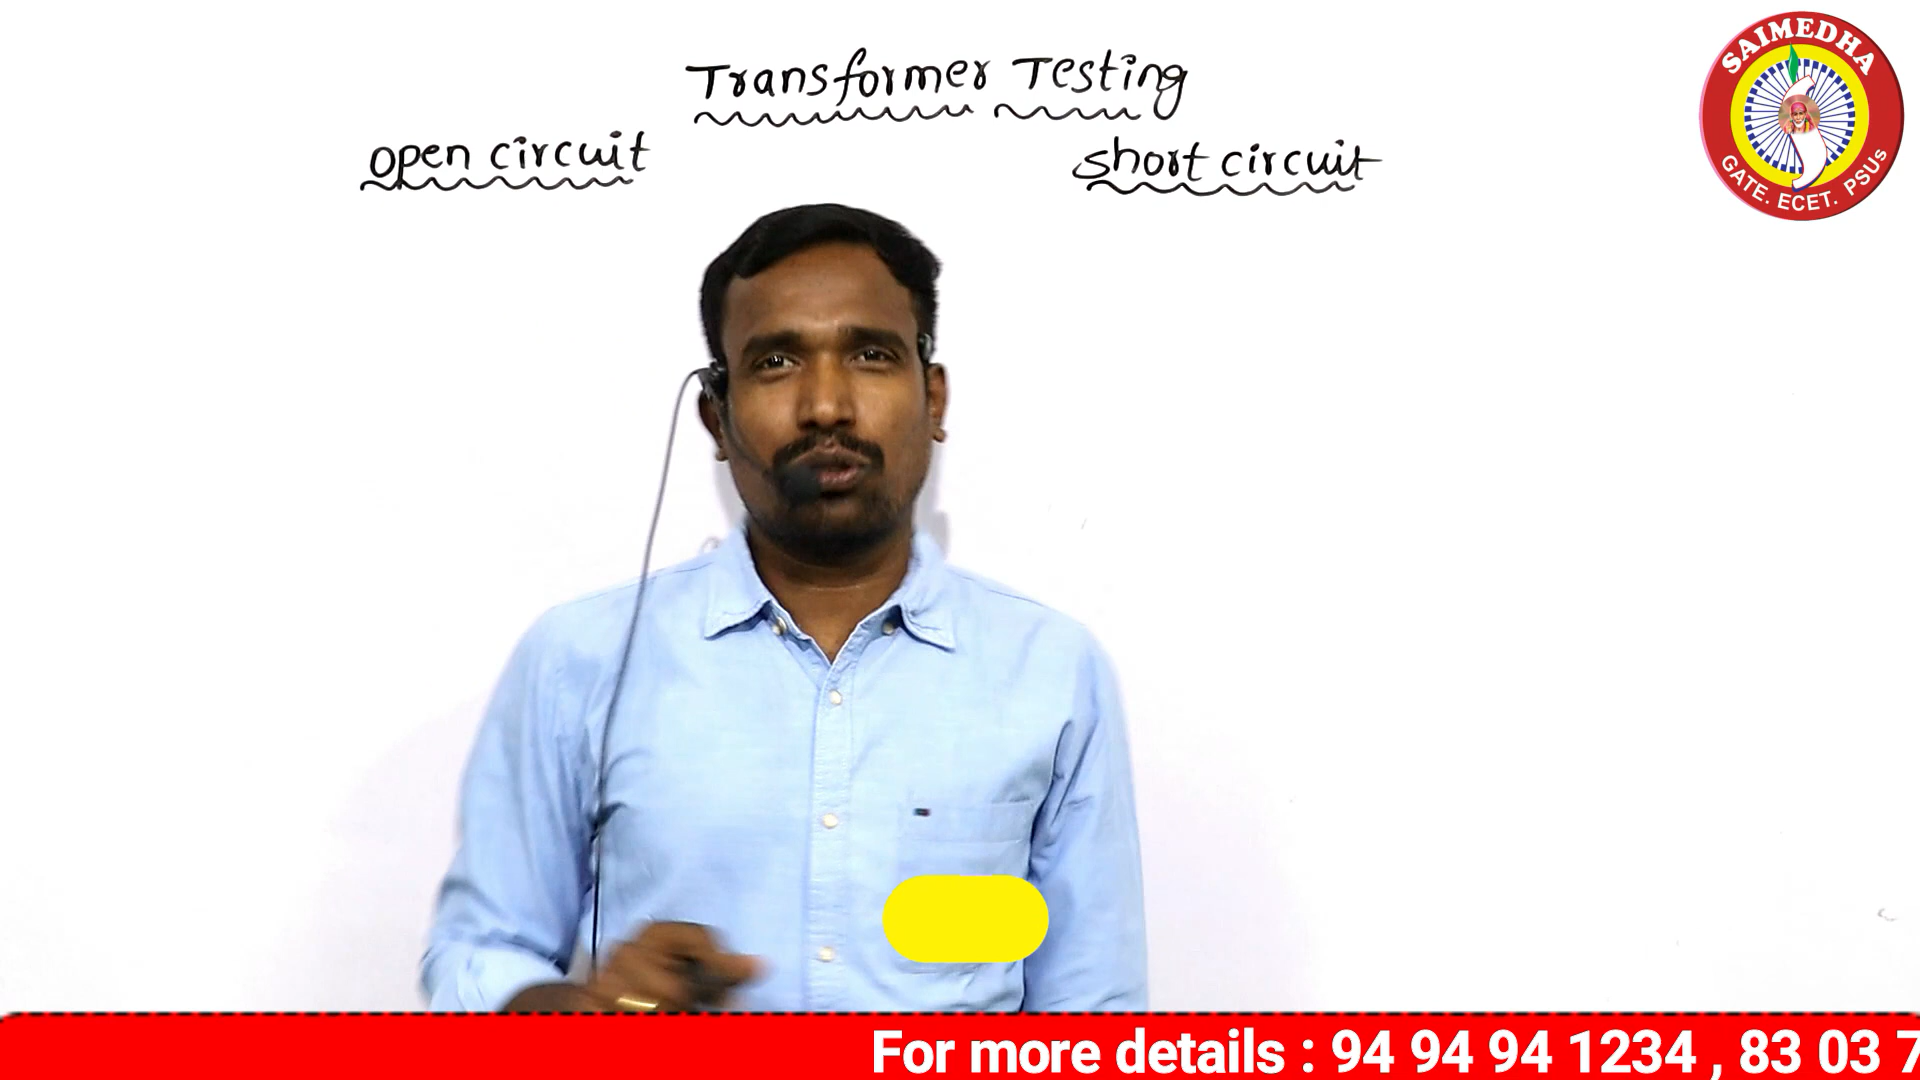 Transformer Testing
open circuit
short circuit
SAIMEDHA
GATE. ECET. PSUs
For more details : 94 94 94 1234 , 83 03 7